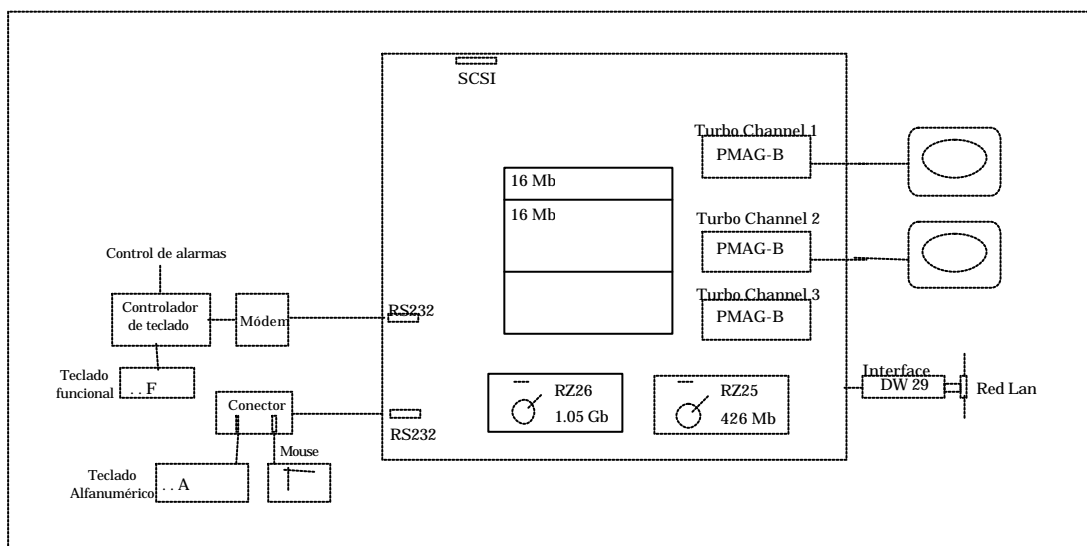 SCSI
Turbo Channel 1
PMAG-B
16 Mb
16 Mb
Turbo Channel 2
PMAG-B
Turbo Channel 3
PMAG-B
Control de alarmas
Controlador
de teclado
Módem
RS232
Teclado
funcional
. . F
Conector
RS232
Mouse
Teclado
Alfanumérico
. . A
RZ26
1.05 Gb
RZ25
426 Mb
Interface
DW 29
Red Lan